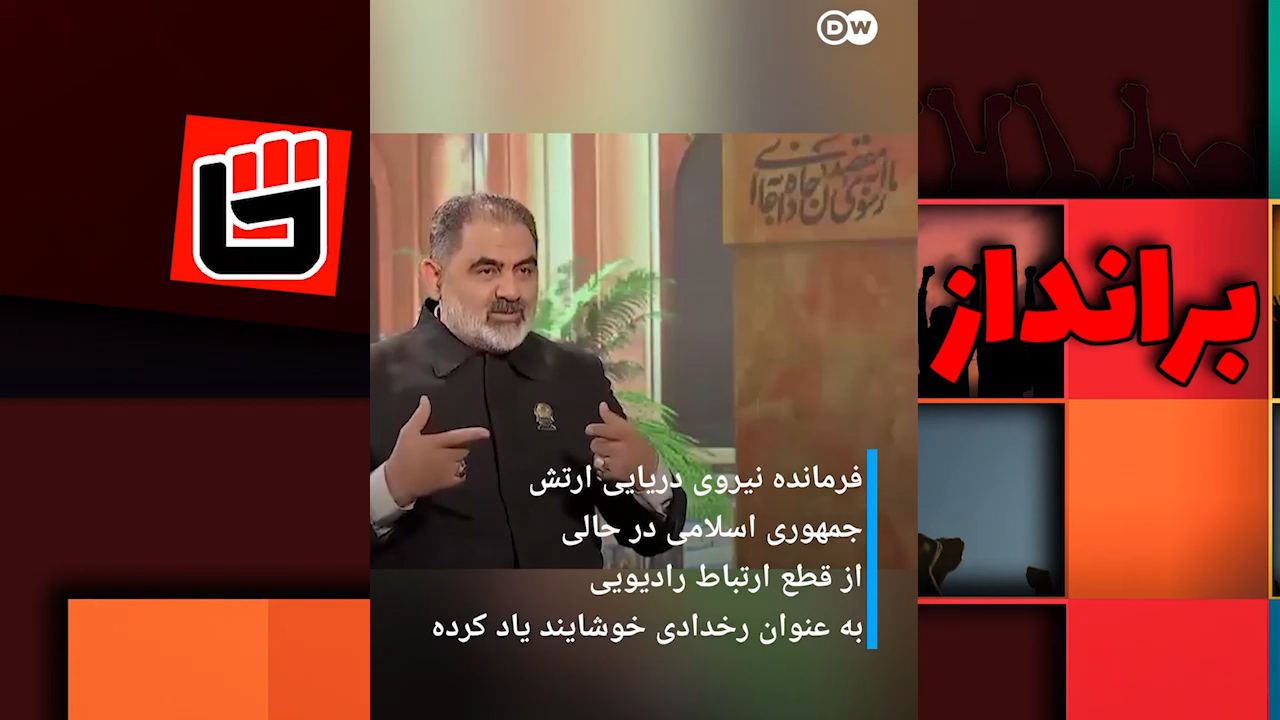 DW
برانداز
فرمانده نیروی دریایی ارتش
جمهوری اسلامی در حالی
از قطع ارتباط رادیویی
به عنوان رخدادی خوشایند یاد کرده